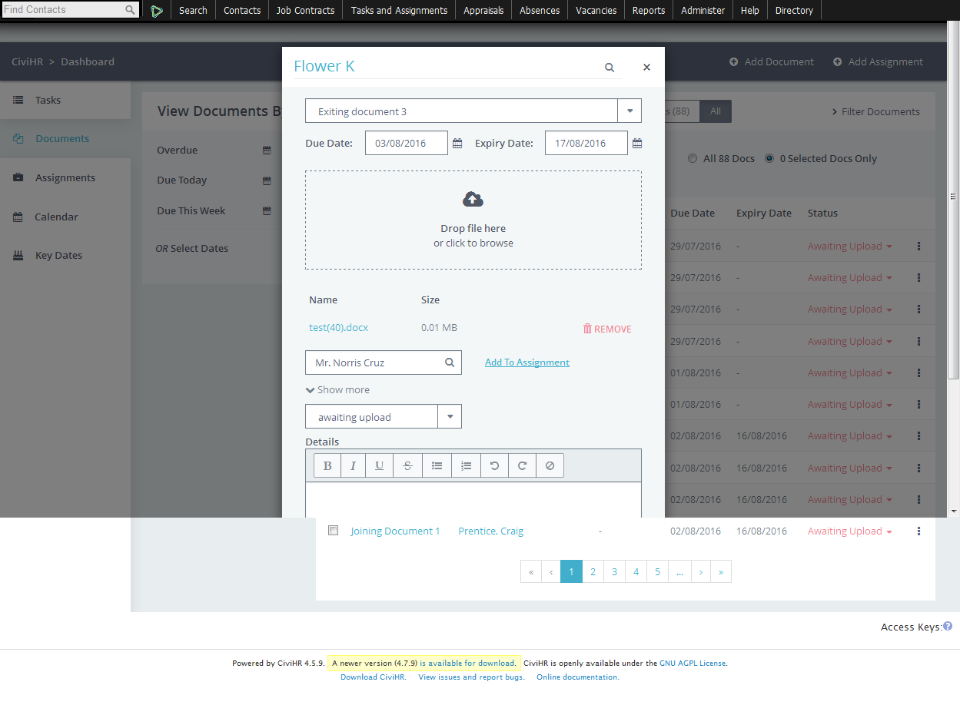 Find Contacts Search Contacts Job Contracts Tasks and Assignments Appraisals Absences Vacancies Reports Administer Help Directory
CiviHR > Dashboard
Add Document Add Assignment
Tasks
Documents
Assignments
Calendar
Key Dates
View Documents B
Overdue
Due Today
Due This Week
OR Select Dates
Flower K
×
Exiting document 3
Due Date: 03/08/2016 Expiry Date: 17/08/2016
Drop file here
or click to browse
Name Size
test(40).docx 0.01 MB REMOVE
Mr. Norris Cruz Add To Assignment
Show more
awaiting upload
Details
B I U S
(88) All > Filter Documents
All 88 Docs 0 Selected Docs Only
Due Date Expiry Date Status
29/07/2016 - Awaiting Upload
29/07/2016 - Awaiting Upload
29/07/2016 - Awaiting Upload
29/07/2016 - Awaiting Upload
01/08/2016 - Awaiting Upload
01/08/2016 - Awaiting Upload
02/08/2016 16/08/2016 Awaiting Upload
02/08/2016 16/08/2016 Awaiting Upload
02/08/2016 16/08/2016 Awaiting Upload
Joining Document 1 Prentice, Craig - 02/08/2016 16/08/2016 Awaiting Upload
« ‹ 1 2 3 4 5 ... › »
Access Keys:?
Powered by CiviHR 4.5.9. A newer version (4.7.9) is available for download. CiviHR is openly available under the GNU AGPL License.
Download CiviHR. View issues and report bugs. Online documentation.